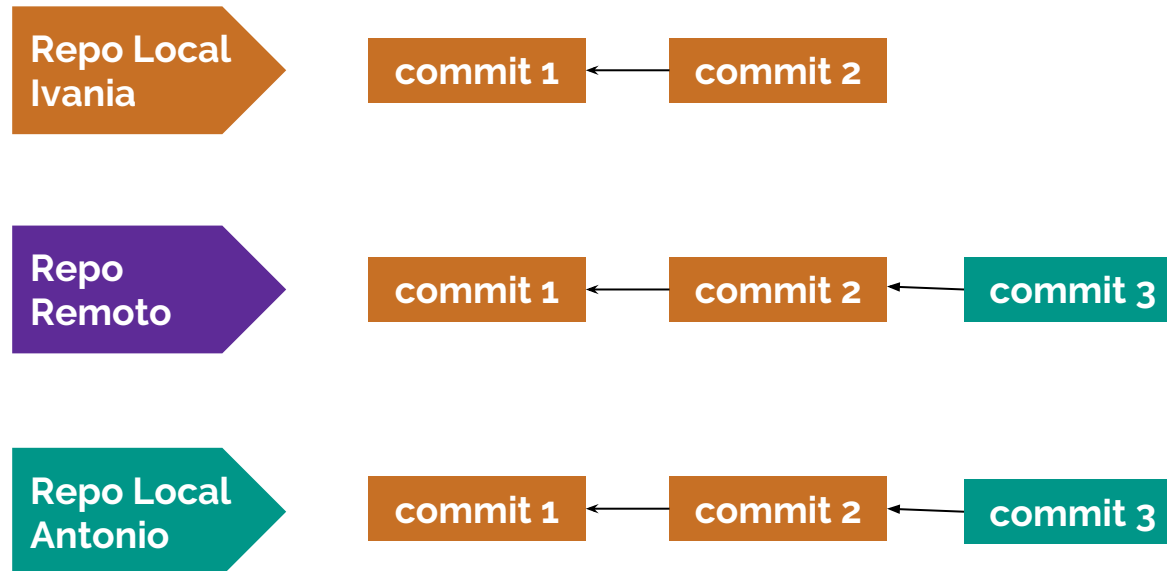 Repo Local
Ivania
commit 1
commit 2
Repo
Remoto
commit 1
commit 2
commit 3
Repo Local
Antonio
commit 1
commit 2
commit 3